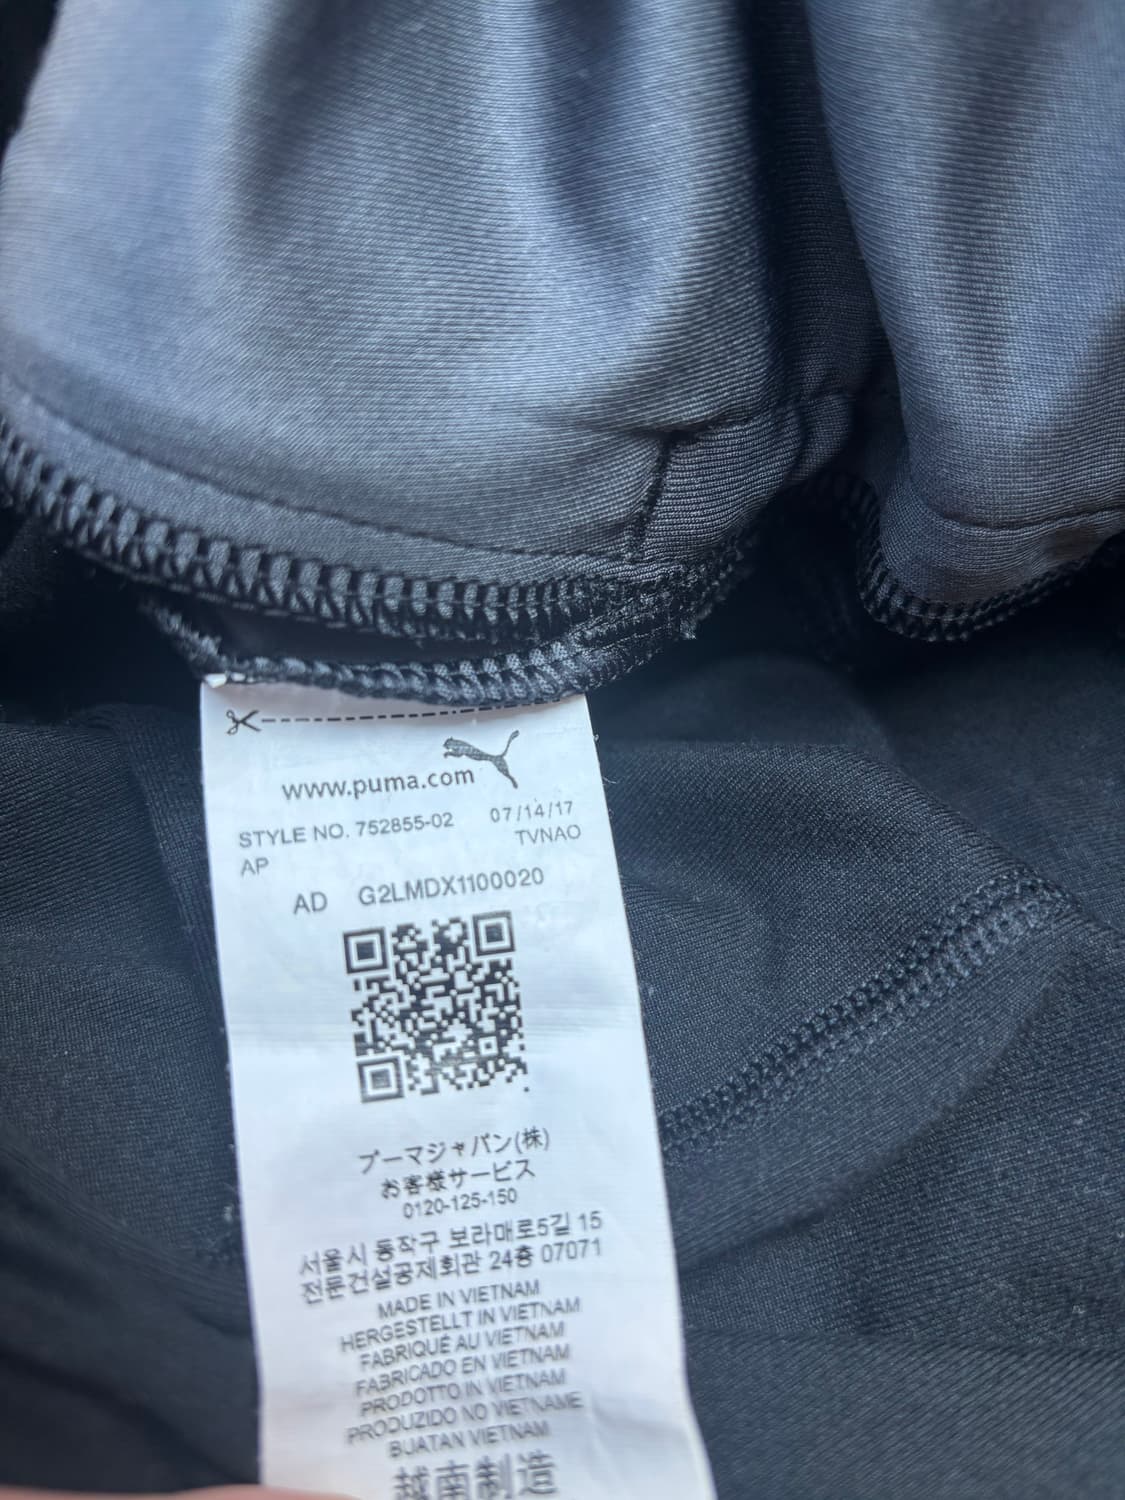 www.puma.com
STYLE NO. 752855-02 07/14/17
AP TVNAO
AD G2LMDX1100020
プーマジャパン(株)
お客様サービス
0120-125-150
서울시 동작구 보라매로5길 15
전문건설공제회관 24층 07071
MADE IN VIETNAM
HERGESTELLT IN VIETNAM
FABRIQUÉ AU VIETNAM
FABRICADO EN VIETNAM
PRODOTTO IN VIETNAM
PRODUZIDO NO VIETNAME
BUATAN VIETNAM
越南制造